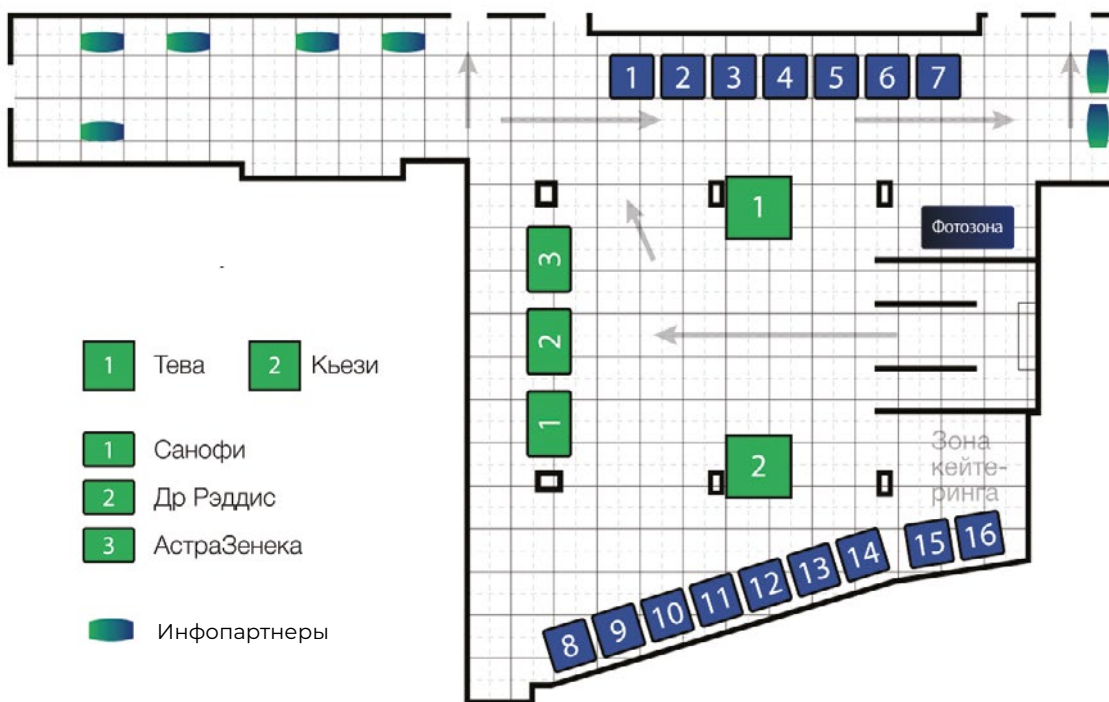 1 2 3 4 5 6 7
1
Фотозона
3
2
1
1 Тева 2 Кьези
1 Санофи
2 Др Рэддис
3 АстраЗенека
Инфопартнеры
2
Зона
кейте-
ринга
8 9 10 11 12 13 14 15 16